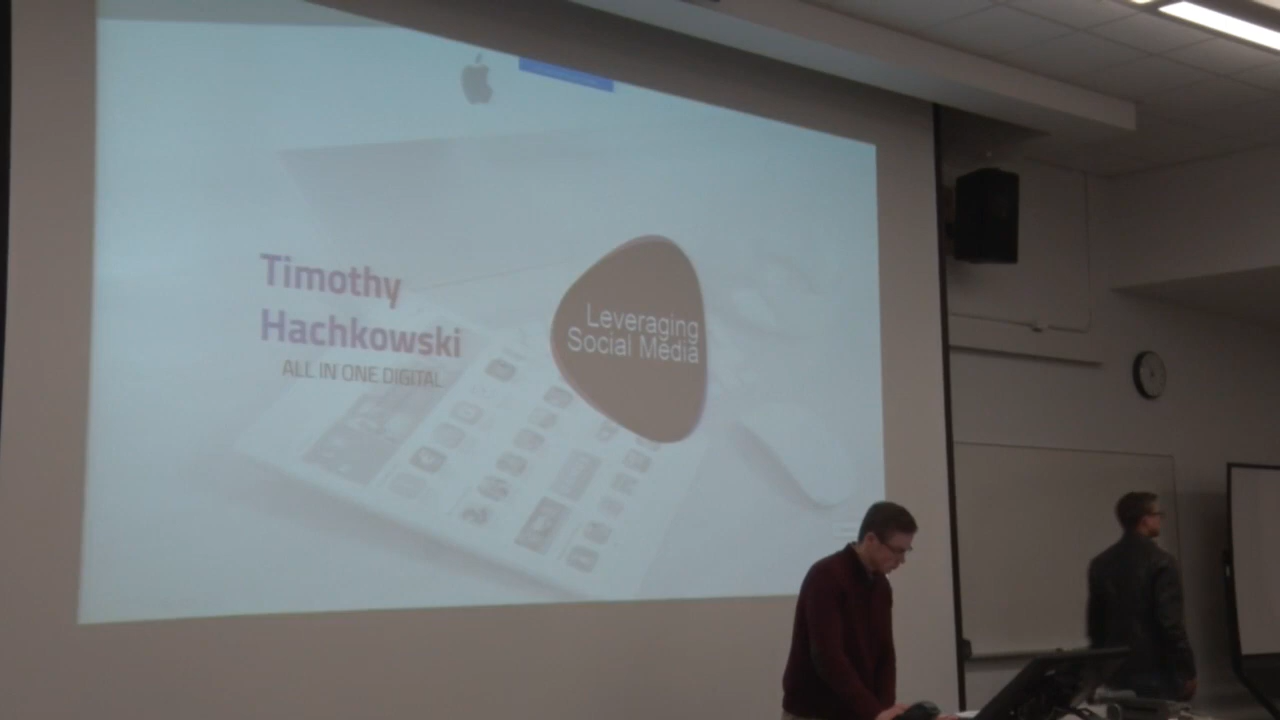 Timothy
Hachkowski
ALL IN ONE DIGITAL
Leveraging
Social Media